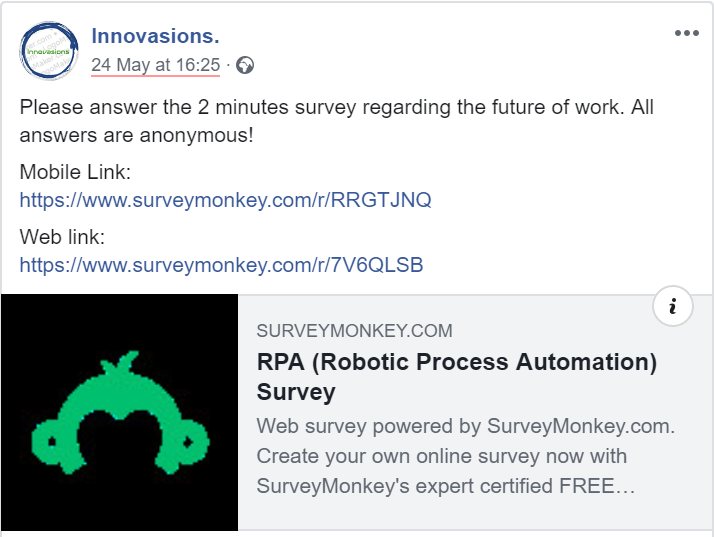 Innovasions.
24 May at 16:25 ·
Please answer the 2 minutes survey regarding the future of work. All
answers are anonymous!
Mobile Link:
https://www.surveymonkey.com/r/RRGTJNQ
Web link:
https://www.surveymonkey.com/r/7V6QLSB
i
SURVEYMONKEY.COM
RPA (Robotic Process Automation)
Survey
Web survey powered by SurveyMonkey.com.
Create your own online survey now with
SurveyMonkey's expert certified FREE…